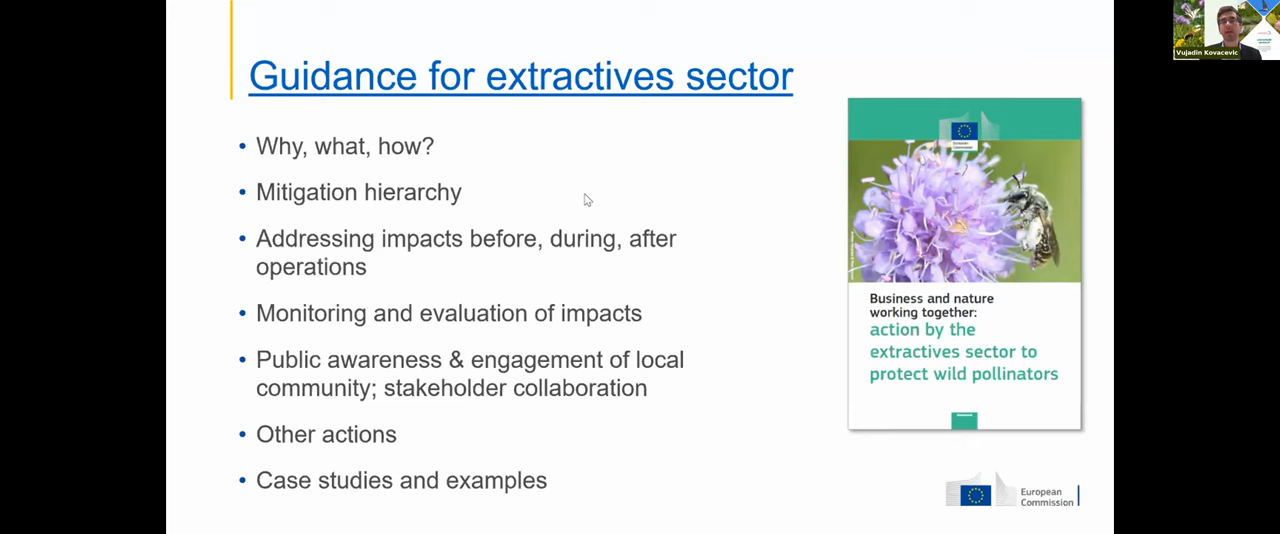 Guidance for extractives sector
• Why, what, how?
• Mitigation hierarchy
• Addressing impacts before, during, after
operations
• Monitoring and evaluation of impacts
• Public awareness & engagement of local
community; stakeholder collaboration
• Other actions
• Case studies and examples
European
Commission
Business and nature
working together:
action by the
extractives sector to
protect wild pollinators
European
Commission
Vujadin Kovacevic